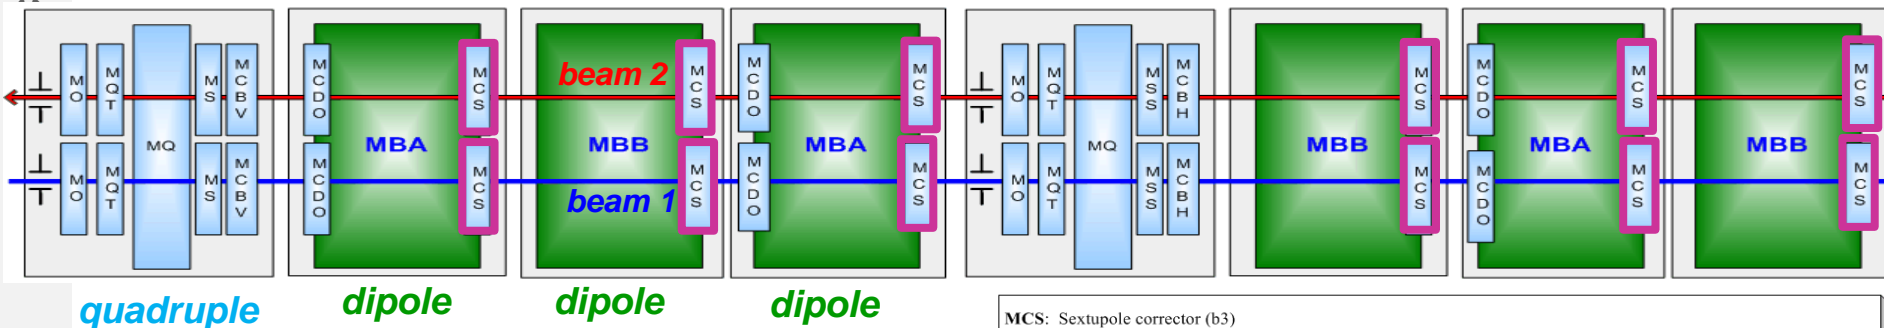 MO MQT MQ MS MCBV MCDO MBA MCS beam 2 MBB MCS MCDO MBA MCS MO MQT MQ MSS MCBH MBB MCS MCDO MBA MCS MBB MCS
MO MQT MS MCBV MCDO MCS beam 1 MCS MCDO MCS MO MQT MSS MCBH MCS MCDO MCS MCS
quadruple dipole dipole dipole
MCS: Sextupole corrector (b3)